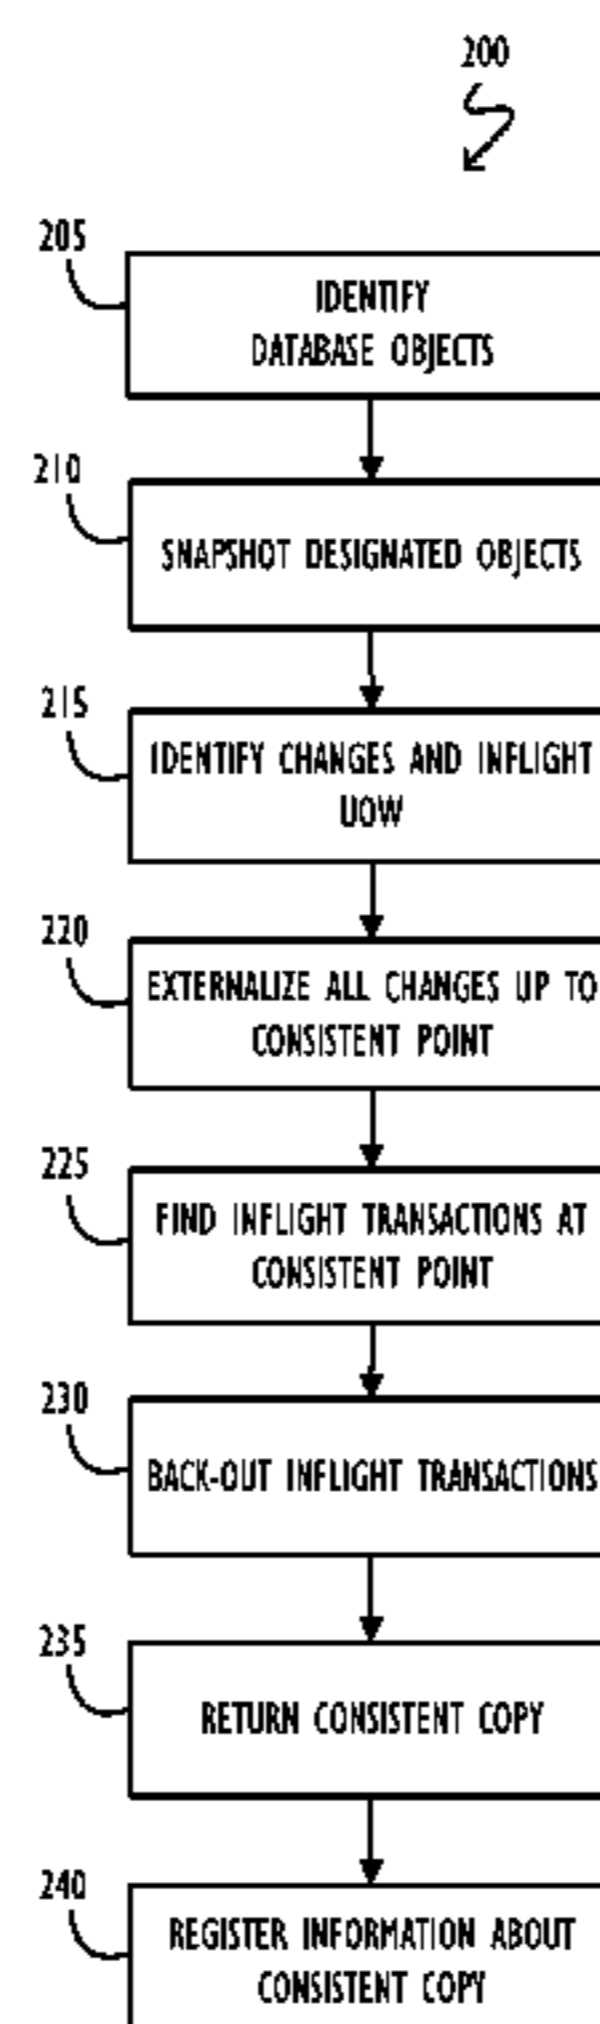 200
205
IDENTIFY
DATABASE OBJECTS
210
SNAPSHOT DESIGNATED OBJECTS
215
IDENTIFY CHANGES AND INFLIGHT
UOW
220
EXTERNALIZE ALL CHANGES UP TO
CONSISTENT POINT
225
FIND INFLIGHT TRANSACTIONS AT
CONSISTENT POINT
230
BACK-OUT INFLIGHT TRANSACTIONS
235
RETURN CONSISTENT COPY
240
REGISTER INFORMATION ABOUT
CONSISTENT COPY